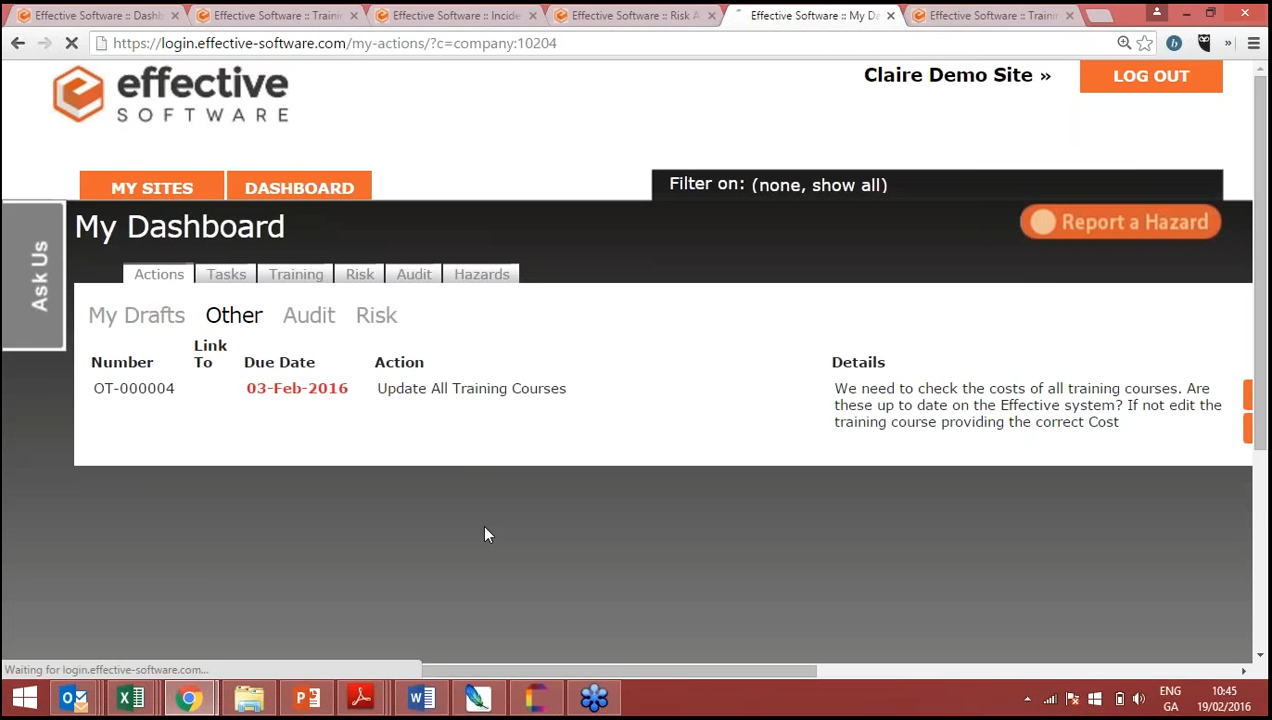 Effective Software :: Dashb
Effective Software :: Trainin
Effective Software :: Incide
Effective Software :: Risk A
Effective Software :: My Da
Effective Software :: Trainin
https://login.effective-software.com/my-actions/?c=company:10204
effective
SOFTWARE
Claire Demo Site »
LOG OUT
MY SITES
DASHBOARD
Filter on: (none, show all)
My Dashboard
Report a Hazard
Ask Us
Actions
Tasks
Training
Risk
Audit
Hazards
My Drafts
Other
Audit
Risk
Number
Link To
Due Date
Action
Details
OT-000004
03-Feb-2016
Update All Training Courses
We need to check the costs of all training courses. Are
these up to date on the Effective system? If not edit the
training course providing the correct Cost
Waiting for login.effective-software.com...
ENG
GA
10:45
19/02/2016